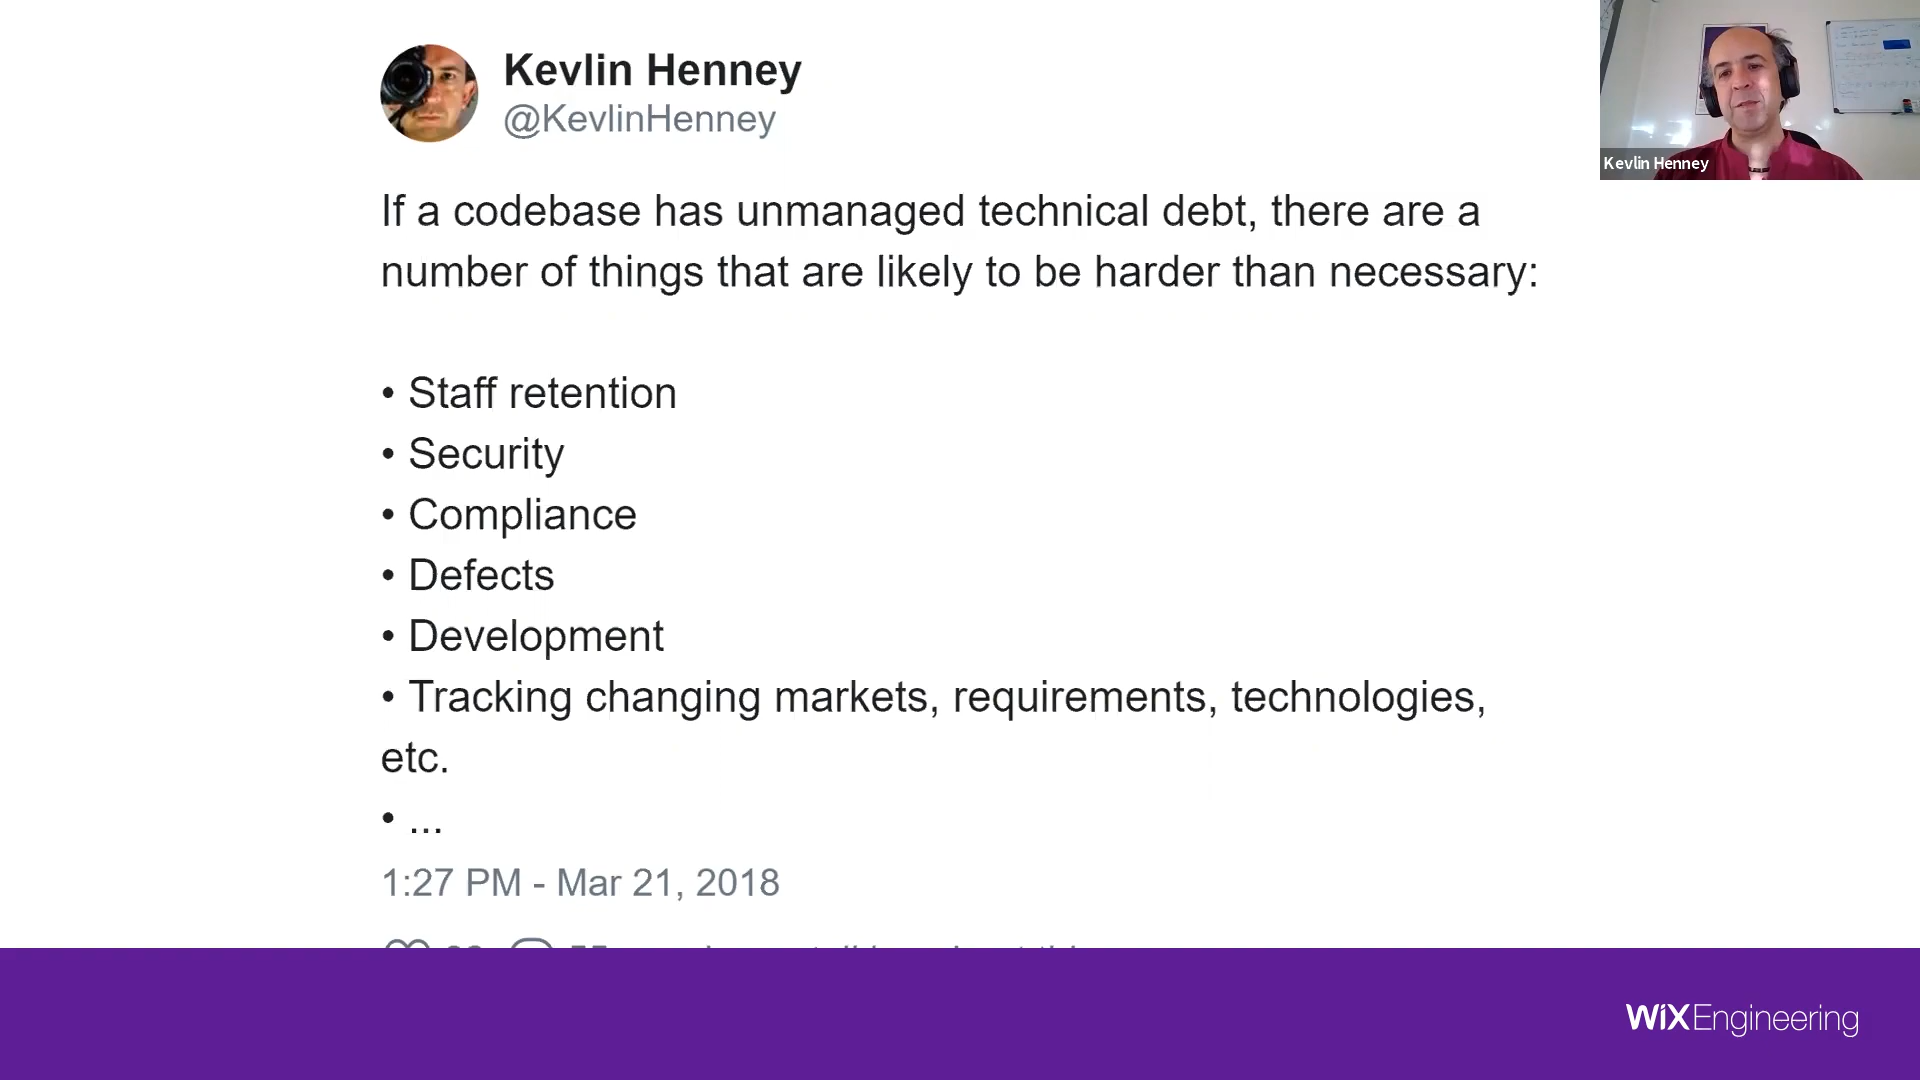 Kevlin Henney
@KevlinHenney
If a codebase has unmanaged technical debt, there are a
number of things that are likely to be harder than necessary:
• Staff retention
• Security
• Compliance
• Defects
• Development
• Tracking changing markets, requirements, technologies,
etc.
• ...
1:27 PM - Mar 21, 2018
Kevlin Henney
WiXEngineering